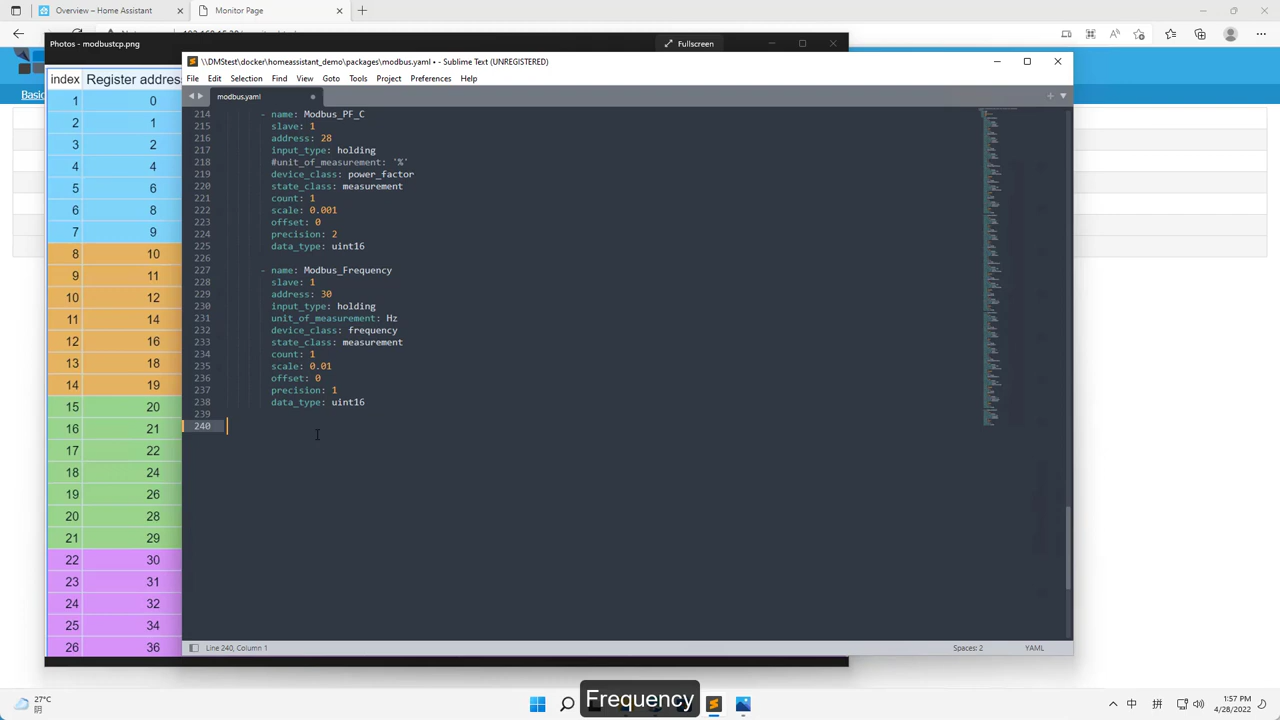 Overview – Home Assistant
Monitor Page
Photos - modbustcp.png
Fullscreen
\\DMStest\docker\homeassistant_demo\packages\modbus.yaml • - Sublime Text (UNREGISTERED)
File Edit Selection Find View Goto Tools Project Preferences Help
modbus.yaml
Basic
index Register address
1 0
2 1
3 2
4 4
5 6
6 8
7 9
8 10
9 11
10 12
11 14
12 16
13 18
14 19
15 20
16 21
17 22
18 24
19 26
20 28
21 29
22 30
23 31
24 32
25 34
26 36
214 - name: Modbus_PF_C
215 slave: 1
216 address: 28
217 input_type: holding
218 #unit_of_measurement: '%'
219 device_class: power_factor
220 state_class: measurement
221 count: 1
222 scale: 0.001
223 offset: 0
224 precision: 2
225 data_type: uint16
226
227 - name: Modbus_Frequency
228 slave: 1
229 address: 30
230 input_type: holding
231 unit_of_measurement: Hz
232 device_class: frequency
233 state_class: measurement
234 count: 1
235 scale: 0.01
236 offset: 0
237 precision: 1
238 data_type: uint16
239
240
Line 240, Column 1
Spaces: 2
YAML
Frequency
27°C
阴
中
拼
1:57 PM
4/28/2022